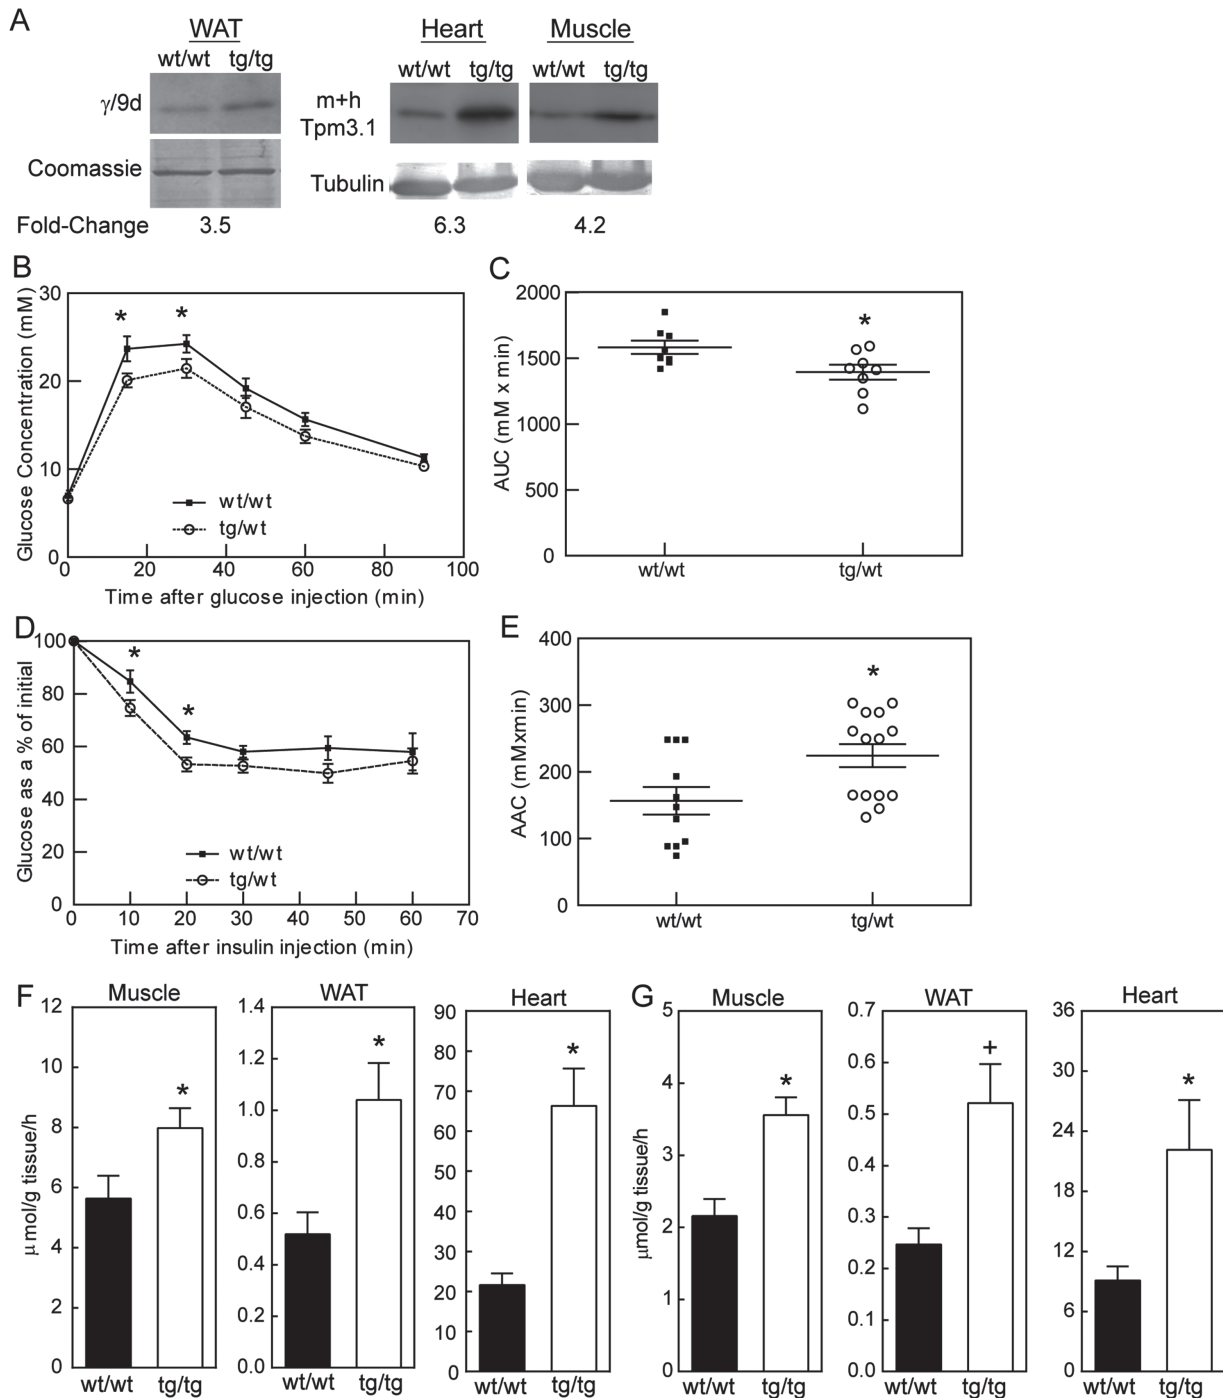 A
WAT
Heart
Muscle
wt/wt tg/tg
wt/wt tg/tg
wt/wt tg/tg
γ/9d
m+h
Tpm3.1
Coomassie
Tubulin
Fold-Change 3.5 6.3 4.2
B
Glucose Concentration (mM)
30
20
10
0
*
*
wt/wt
tg/wt
0 20 40 60 80 100
Time after glucose injection (min)
C
AUC (mM x min)
2000
1500
1000
500
0
*
wt/wt tg/wt
D
Glucose as a % of initial
100
80
60
40
20
0
*
*
wt/wt
tg/wt
0 10 20 30 40 50 60 70
Time after insulin injection (min)
E
AAC (mMxmin)
400
300
200
100
0
*
wt/wt tg/wt
F
μmol/g tissue/h
Muscle
12
10
8
6
4
2
0
*
wt/wt tg/tg
WAT
1.4
1.2
1.0
0.8
0.6
0.4
0.2
0.0
*
wt/wt tg/tg
Heart
90
80
70
60
50
40
30
20
10
0
*
wt/wt tg/tg
G
μmol/g tissue/h
Muscle
5
4
3
2
1
0
*
wt/wt tg/tg
WAT
0.7
0.6
0.5
0.4
0.3
0.2
0.1
0.0
+
wt/wt tg/tg
Heart
36
30
24
18
12
6
0
*
wt/wt tg/tg